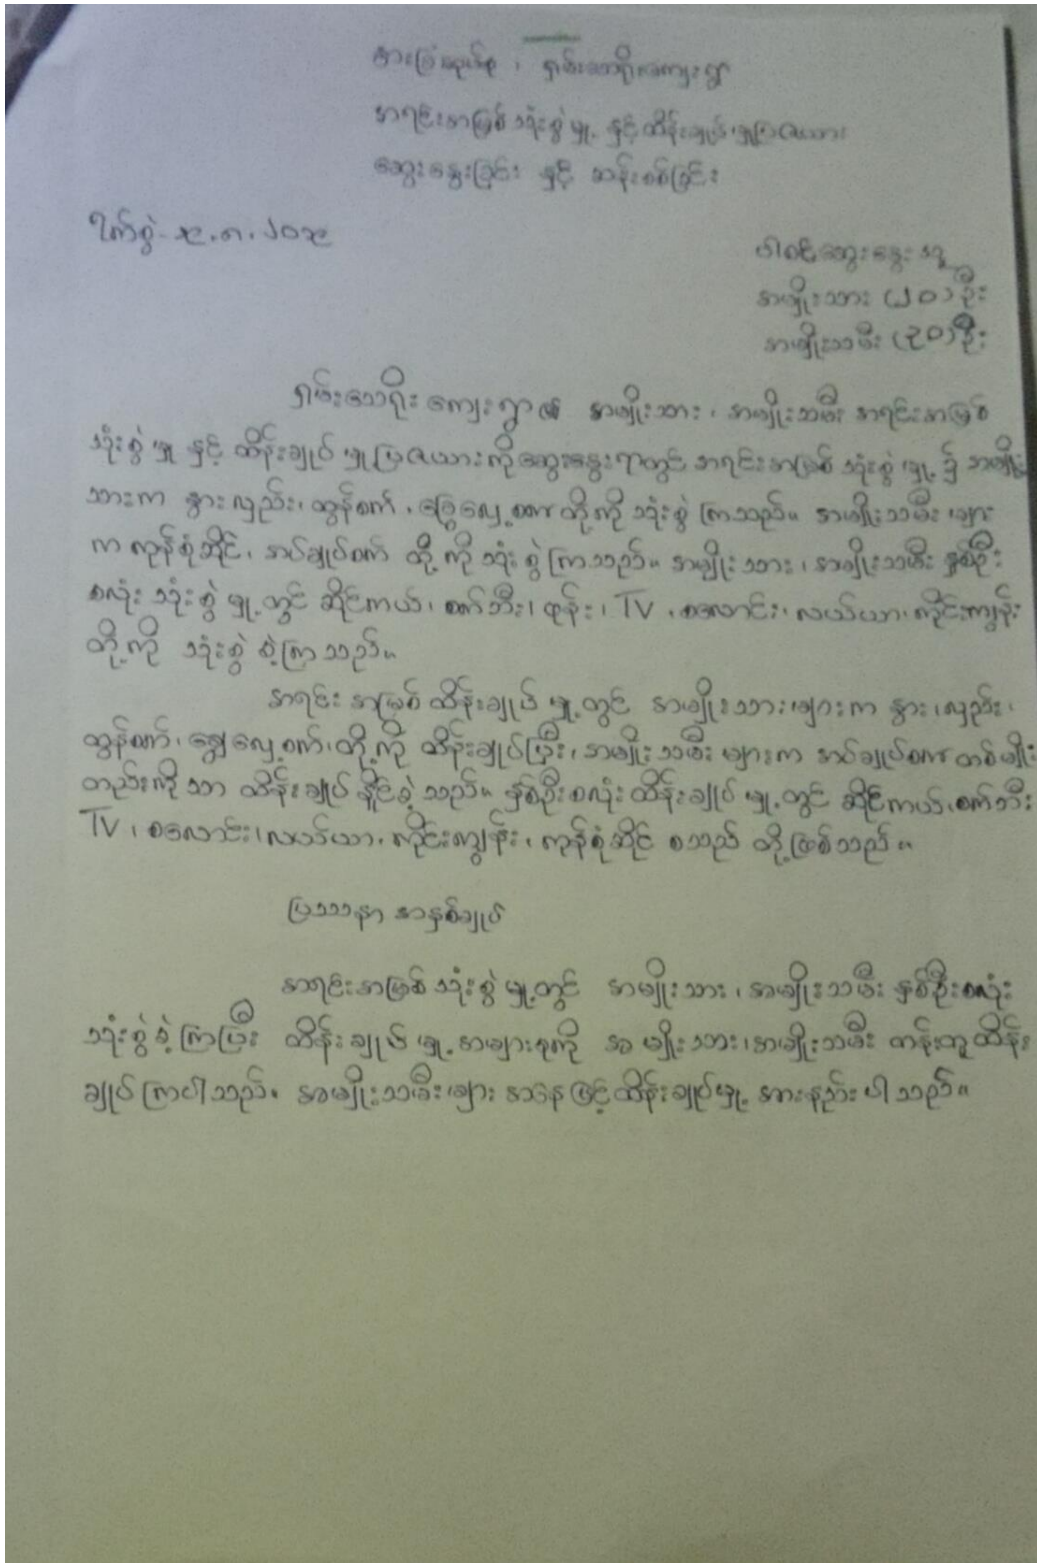 ရှမ်းသေရိုးကျေးရွာ
အရင်းအမြစ် သုံးစွဲမှု့ နှင့် ထိန်းချုပ်မှုပြဇယား
ဆွေးနွေးခြင်း နှင့် ဆန်းစစ်ခြင်း
ရက်စွဲ- ၃၁.၈.၂၀၁၃
ပါဝင်ဆွေးနွေးသူ
အမျိုးသား (၂၀) ဦး
အမျိုးသမီး (၃၀) ဦး
ရှမ်းသေရိုး ကျေးရွာ၏ အမျိုးသား ၊ အမျိုးသမီး အရင်းအမြစ်
သုံးစွဲမှု နှင့် ထိန်းချုပ် မှုပြဇယားကိုဆွေးနွေးရာတွင် အရင်းအမြစ် သုံးစွဲမှု့ ၌ အမျိုး
သားက နွားလှည်း၊ ထွန်စက် ၊ ခြွေလှေ့စက် တို့ကို သုံးစွဲ ကြသည်။ အမျိုးသမီး များ
က ကုန်စုံဆိုင် ၊ အပ်ချုပ်စက် တို့ကို သုံးစွဲကြသည်။ အမျိုးသား ၊ အမျိုးသမီး နှစ်ဦး
စလုံး သုံးစွဲမှု့တွင် ဆိုင်ကယ် ၊ စက်ဘီး၊ ဖုန်း ၊ TV ၊ စလောင်း ၊ လယ်ယာ ၊ ကိုင်းကျွန်း
တို့ကို သုံးစွဲ ခဲ့ကြသည်။
အရင်း အမြစ် ထိန်းချုပ် မှု့တွင် အမျိုးသားများက နွား ၊ လှည်း ၊
ထွန်စက် ၊ ချွေလှေ့စက် ၊ တို့ကို ထိန်းချုပ်ပြီး ၊ အမျိုးသမီး များက အပ်ချုပ်စက် တစ်မျိုး
တည်းကိုသာ ထိန်းချုပ် နိုင်ခဲ့သည်။ နှစ်ဦးစလုံး ထိန်းချုပ် မှု့တွင် ဆိုင်ကယ် ၊ စက်ဘီး
TV ၊ စလောင်း ၊ လယ်ယာ ၊ ကိုင်းကျွန်း ၊ ကုန်စုံဆိုင် စသည် တို့ဖြစ်သည်။
ပြဿနာ အနှစ်ချုပ်
အရင်းအမြစ် သုံးစွဲမှု့တွင် အမျိုးသား ၊ အမျိုးသမီး နှစ်ဦးစလုံး
သုံးစွဲခဲ့ကြပြီး ထိန်းချုပ် မှု့ အများစုကို အမျိုးသား ၊ အမျိုးသမီး တန်းတူထိန်း
ချုပ်ကြပါသည်။ အမျိုးသမီးများ အနေဖြင့် ထိန်းချုပ်မှု့ အားနည်းပါသည်။